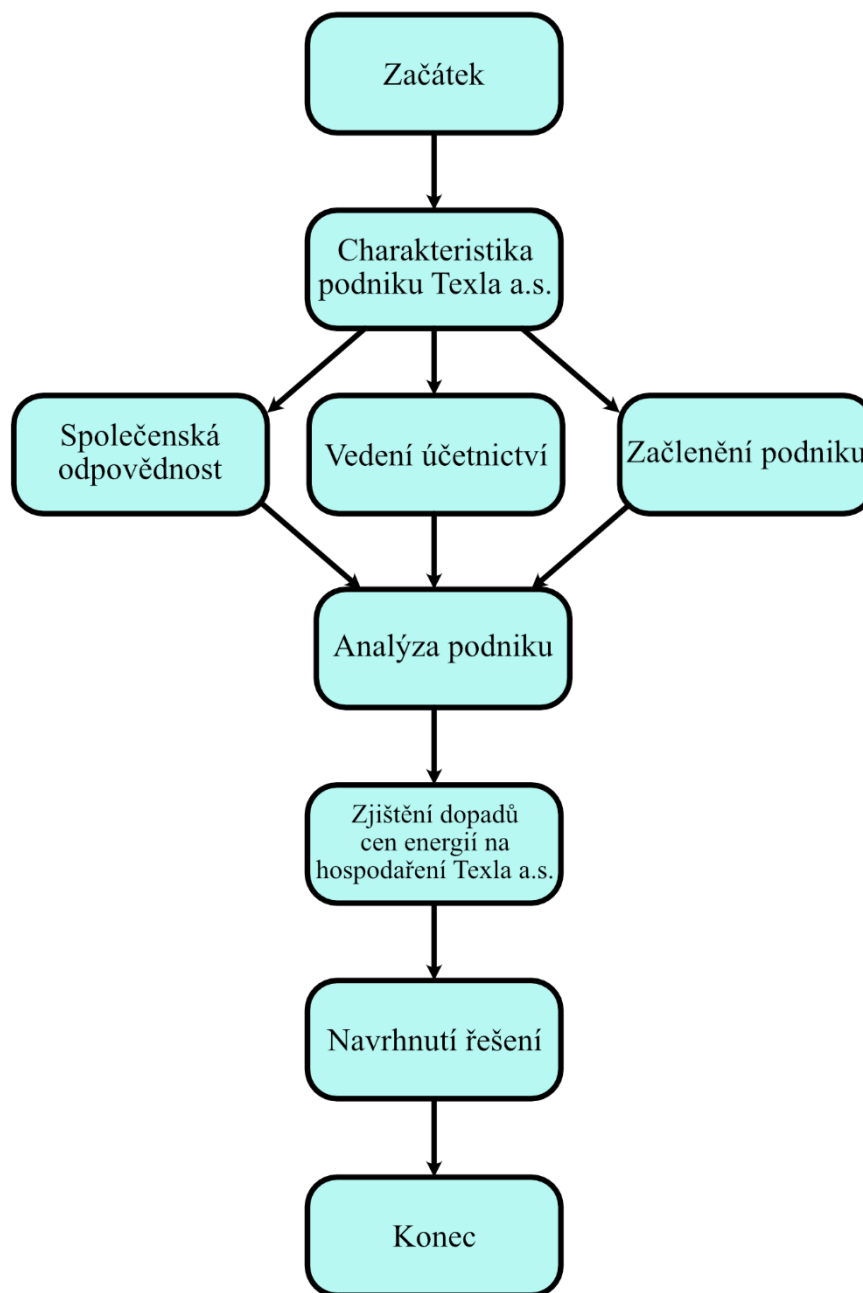 Začátek
Charakteristika
podniku Texla a.s.
Společenská
odpovědnost
Vedení účetnictví
Začlenění podniku
Analýza podniku
Zjištění dopadů
cen energií na
hospodaření Texla a.s.
Navrhnutí řešení
Konec